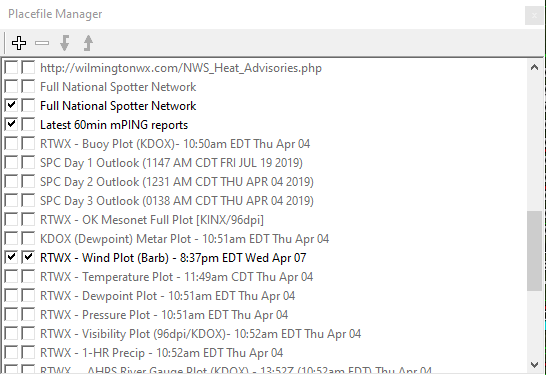 Placefile Manager
http://wilmingtonwx.com/NWS_Heat_Advisories.php
Full National Spotter Network
Full National Spotter Network
Latest 60min mPING reports
RTWX - Buoy Plot (KDOX)- 10:50am EDT Thu Apr 04
SPC Day 1 Outlook (1147 AM CDT FRI JUL 19 2019)
SPC Day 2 Outlook (1231 AM CDT THU APR 04 2019)
SPC Day 3 Outlook (0138 AM CDT THU APR 04 2019)
RTWX - OK Mesonet Full Plot [KINX/96dpi]
KDOX (Dewpoint) Metar Plot - 10:51am EDT Thu Apr 04
RTWX - Wind Plot (Barb) - 8:37pm EDT Wed Apr 07
RTWX - Temperature Plot - 11:49am CDT Thu Apr 04
RTWX - Dewpoint Plot - 10:51am EDT Thu Apr 04
RTWX - Pressure Plot - 10:51am EDT Thu Apr 04
RTWX - Visibility Plot (96dpi/KDOX)- 10:52am EDT Thu Apr 04
RTWX - 1-HR Precip - 10:52am EDT Thu Apr 04
RTWX - AHPS River Gauge Plot (KDOX) - 13:52Z (10:52am EDT) Thu Apr 04